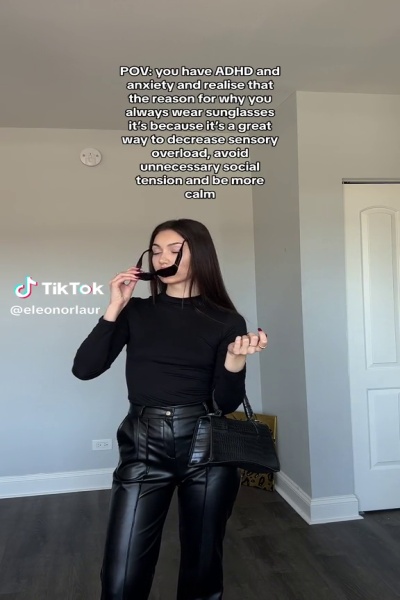 POV: you have ADHD and
anxiety and realise that
the reason for why you
always wear sunglasses
it's because it's a great
way to decrease sensory
overload, avoid
unnecessary social
tension and be more
calm
TikTok
@eleonorlaur